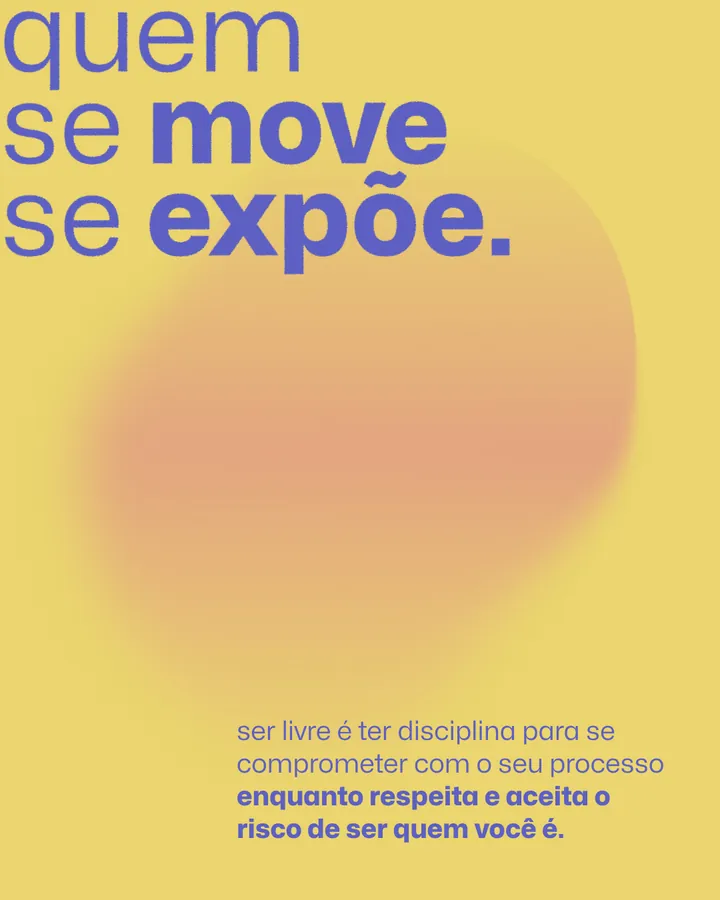 quem
se move
se expõe.
ser livre é ter disciplina para se
comprometer com o seu processo
enquanto respeita e aceita o
risco de ser quem você é.